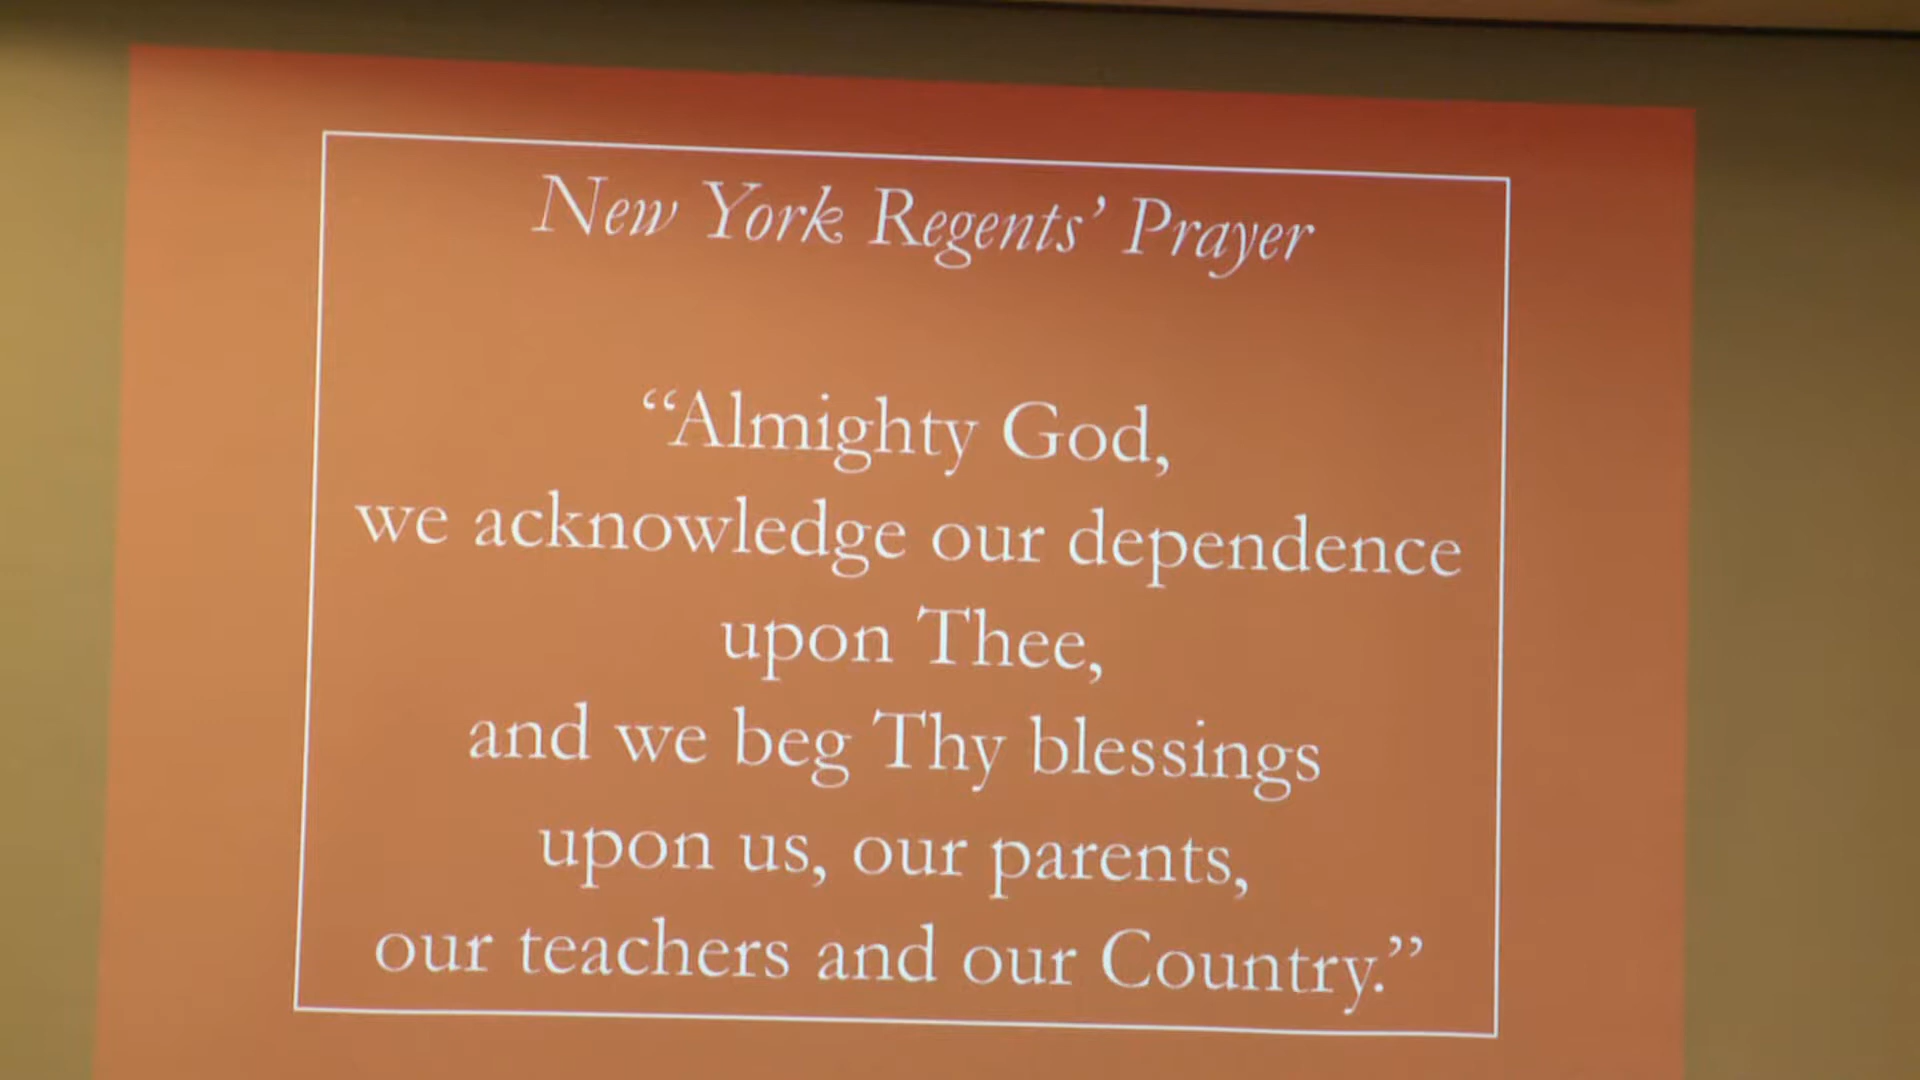 New York Regents’ Prayer
“Almighty God,
we acknowledge our dependence
upon Thee,
and we beg Thy blessings
upon us, our parents,
our teachers and our Country.”